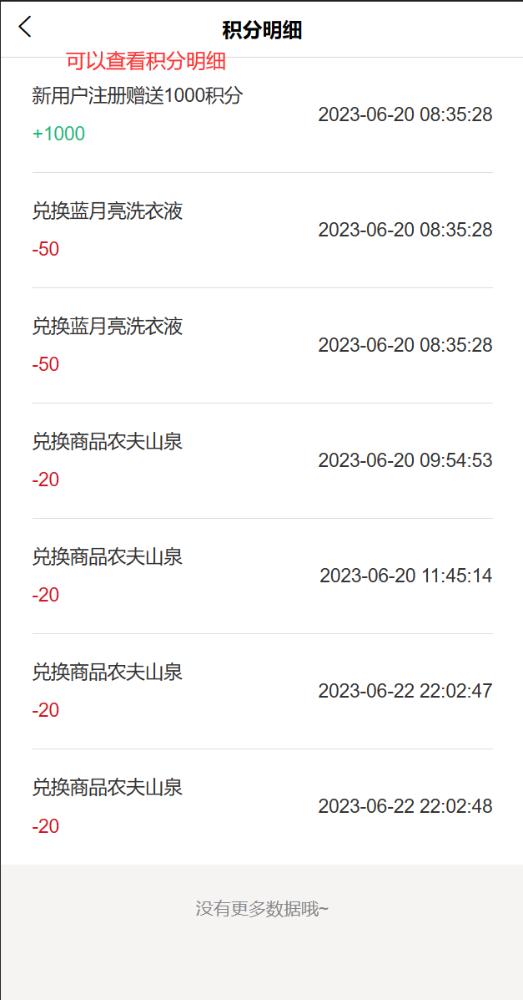 积分明细
可以查看积分明细
新用户注册赠送1000积分
2023-06-20 08:35:28
+1000
兑换蓝月亮洗衣液
2023-06-20 08:35:28
-50
兑换蓝月亮洗衣液
2023-06-20 08:35:28
-50
兑换商品农夫山泉
2023-06-20 09:54:53
-20
兑换商品农夫山泉
2023-06-20 11:45:14
-20
兑换商品农夫山泉
2023-06-22 22:02:47
-20
兑换商品农夫山泉
2023-06-22 22:02:48
-20
没有更多数据哦~